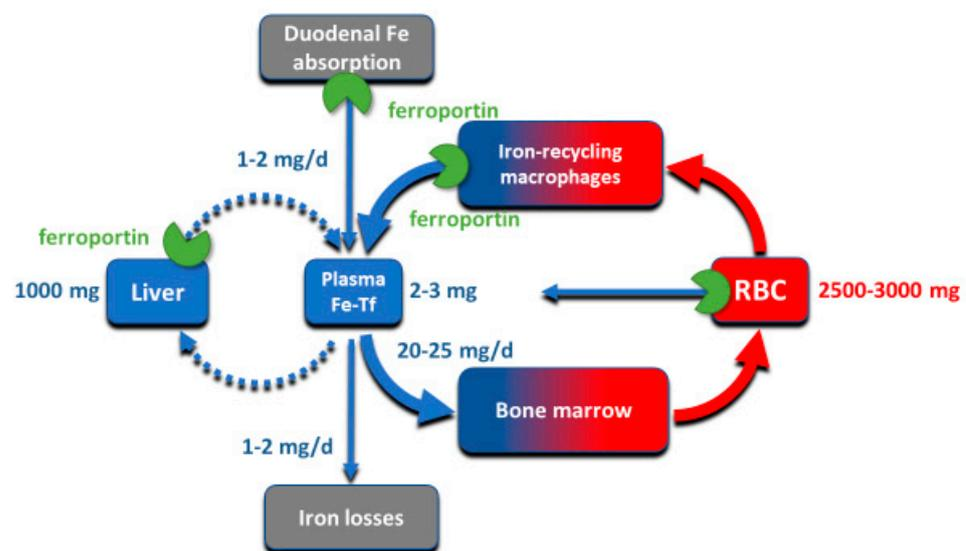 Duodenal Fe
absorption
ferroportin
1-2 mg/d
Iron-recycling
macrophages
ferroportin
ferroportin
1000 mg
Liver
Plasma
Fe-Tf
2-3 mg
RBC
2500-3000 mg
20-25 mg/d
Bone marrow
1-2 mg/d
Iron losses